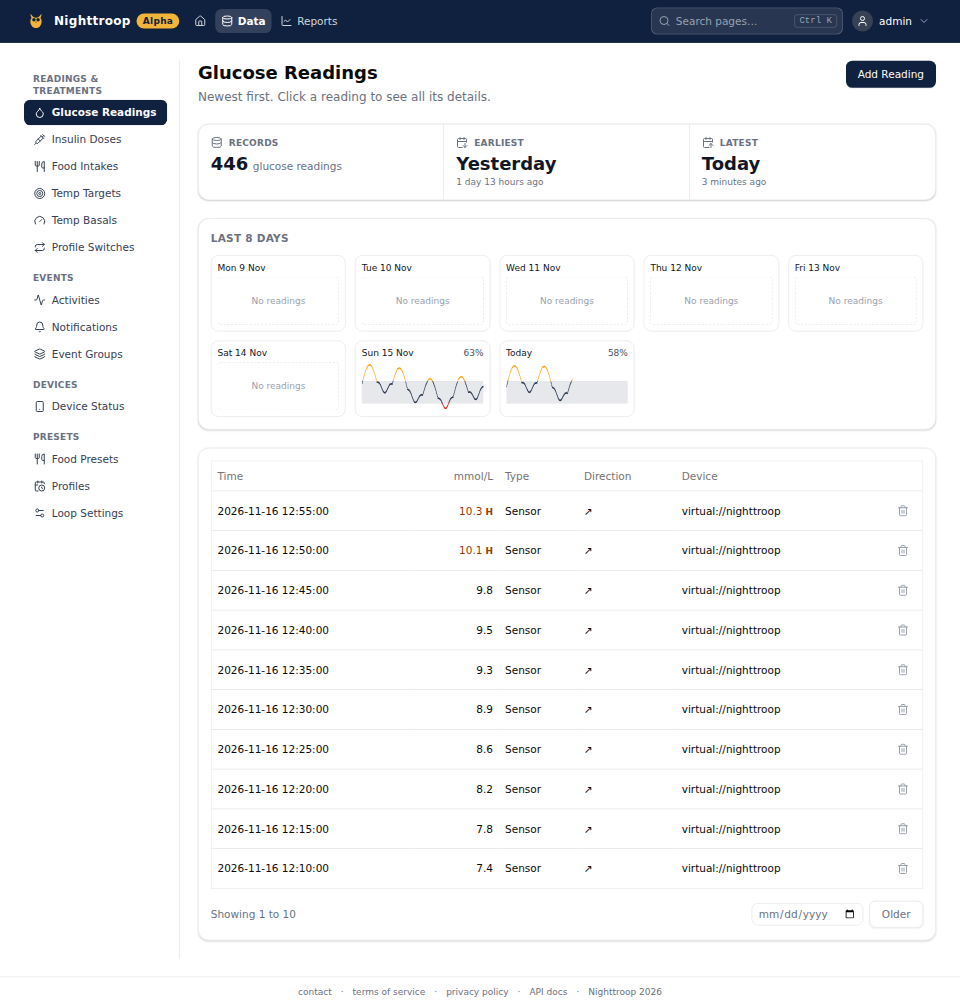 Nighttroop Alpha Data Reports Search pages... Ctrl K admin
READINGS &
TREATMENTS
Glucose Readings
Insulin Doses
Food Intakes
Temp Targets
Temp Basals
Profile Switches
EVENTS
Activities
Notifications
Event Groups
DEVICES
Device Status
PRESETS
Food Presets
Profiles
Loop Settings
Glucose Readings
Add Reading
Newest first. Click a reading to see all its details.
RECORDS
446 glucose readings
EARLIEST
Yesterday
1 day 13 hours ago
LATEST
Today
3 minutes ago
LAST 8 DAYS
Mon 9 Nov
No readings
Tue 10 Nov
No readings
Wed 11 Nov
No readings
Thu 12 Nov
No readings
Fri 13 Nov
No readings
Sat 14 Nov
No readings
Sun 15 Nov 63%
Today 58%
Time mmol/L Type Direction Device
2026-11-16 12:55:00 10.3 H Sensor ↗ virtual://nighttroop
2026-11-16 12:50:00 10.1 H Sensor ↗ virtual://nighttroop
2026-11-16 12:45:00 9.8 Sensor ↗ virtual://nighttroop
2026-11-16 12:40:00 9.5 Sensor ↗ virtual://nighttroop
2026-11-16 12:35:00 9.3 Sensor ↗ virtual://nighttroop
2026-11-16 12:30:00 8.9 Sensor ↗ virtual://nighttroop
2026-11-16 12:25:00 8.6 Sensor ↗ virtual://nighttroop
2026-11-16 12:20:00 8.2 Sensor ↗ virtual://nighttroop
2026-11-16 12:15:00 7.8 Sensor ↗ virtual://nighttroop
2026-11-16 12:10:00 7.4 Sensor ↗ virtual://nighttroop
Showing 1 to 10 mm/dd/yyyy Older
contact · terms of service · privacy policy · API docs · Nighttroop 2026